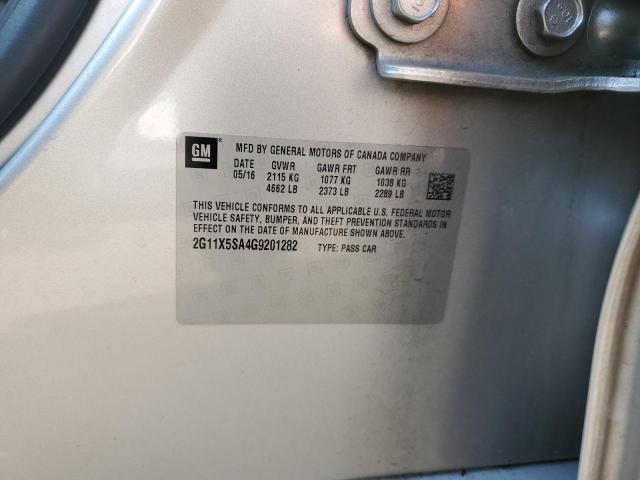 GM
MFD BY GENERAL MOTORS OF CANADA COMPANY
DATE GVWR GAWR FRT GAWR RR
05/16 2115 KG 1077 KG 1038 KG
4662 LB 2373 LB 2289 LB
THIS VEHICLE CONFORMS TO ALL APPLICABLE U.S. FEDERAL MOTOR
VEHICLE SAFETY, BUMPER, AND THEFT PREVENTION STANDARDS IN
EFFECT ON THE DATE OF MANUFACTURE SHOWN ABOVE.
2G11X5SA4G9201282 TYPE: PASS CAR